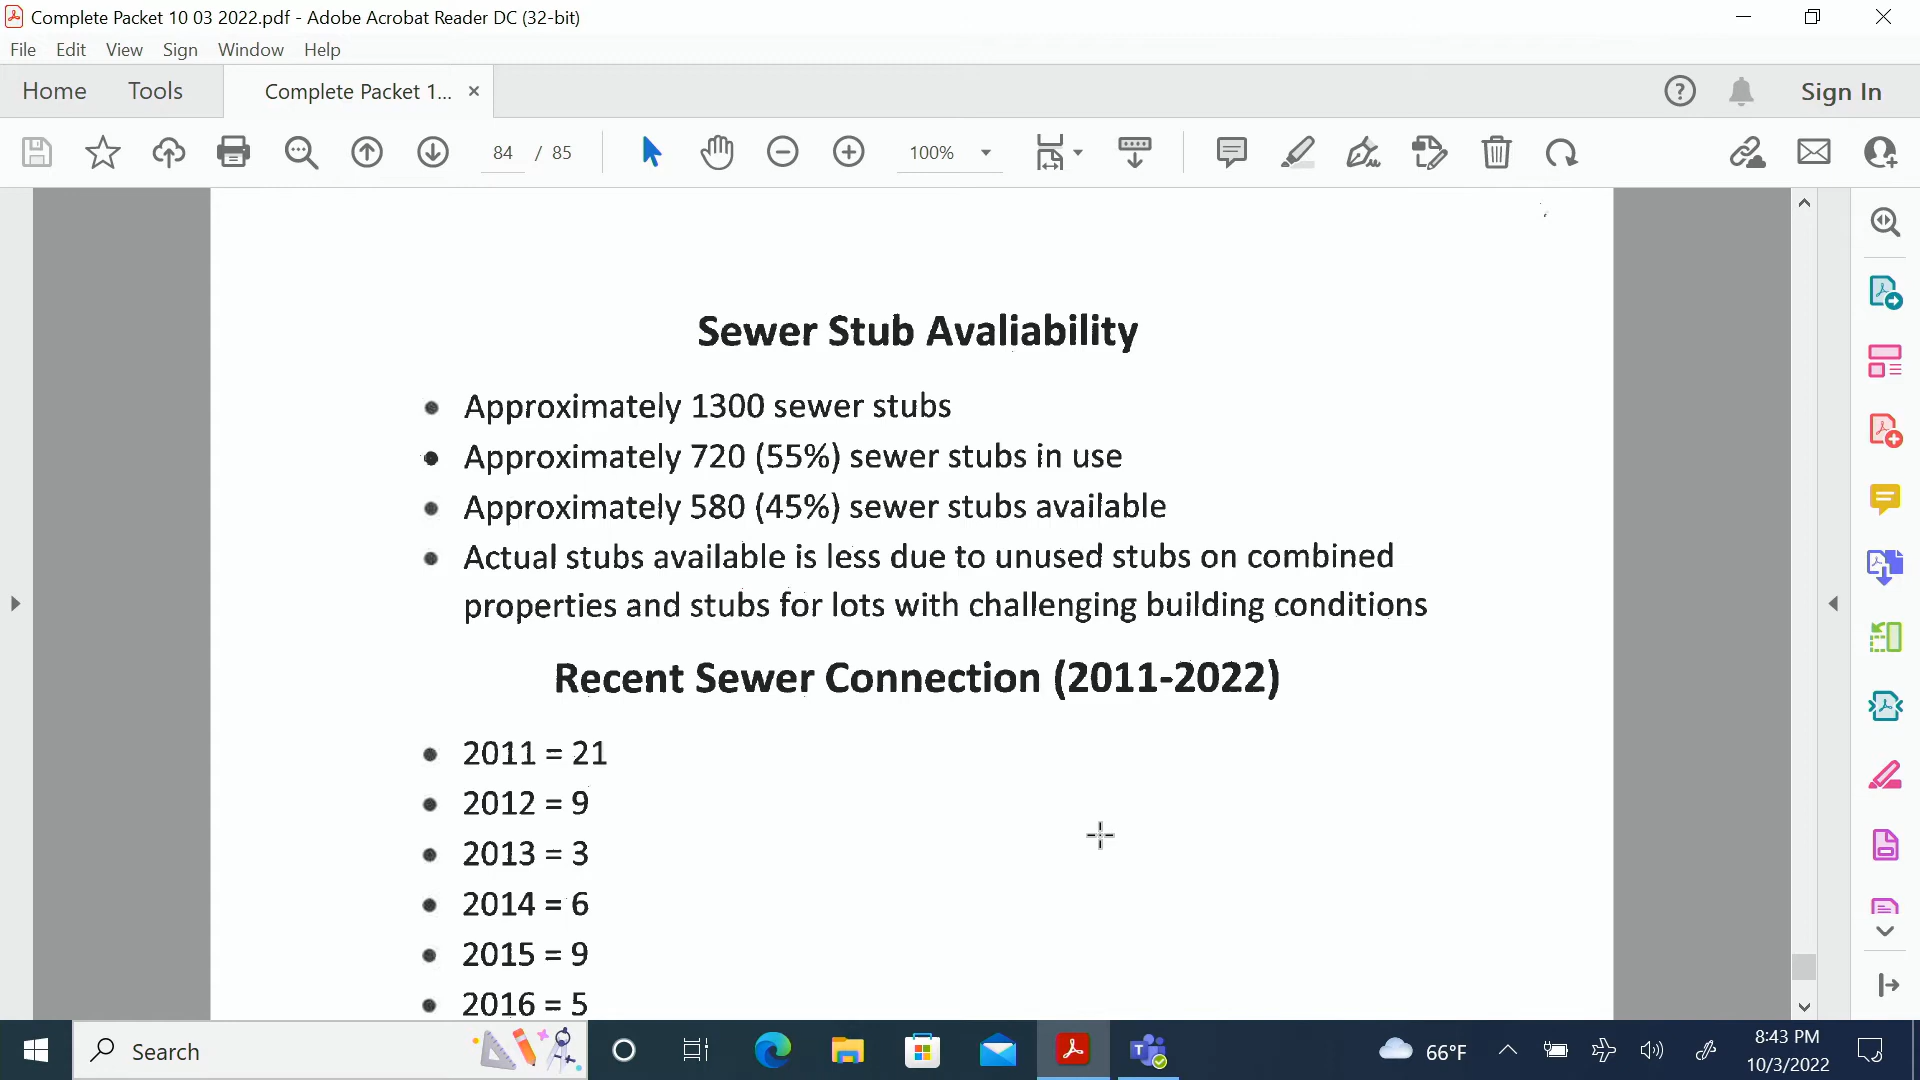 Complete Packet 10 03 2022.pdf - Adobe Acrobat Reader DC (32-bit)
File Edit View Sign Window Help
Home Tools Complete Packet 1... × Sign In
84 / 85 100%
Sewer Stub Avaliability
• Approximately 1300 sewer stubs
• Approximately 720 (55%) sewer stubs in use
• Approximately 580 (45%) sewer stubs available
• Actual stubs available is less due to unused stubs on combined
properties and stubs for lots with challenging building conditions
Recent Sewer Connection (2011-2022)
• 2011 = 21
• 2012 = 9
• 2013 = 3
• 2014 = 6
• 2015 = 9
• 2016 = 5
Search 66°F 8:43 PM
10/3/2022